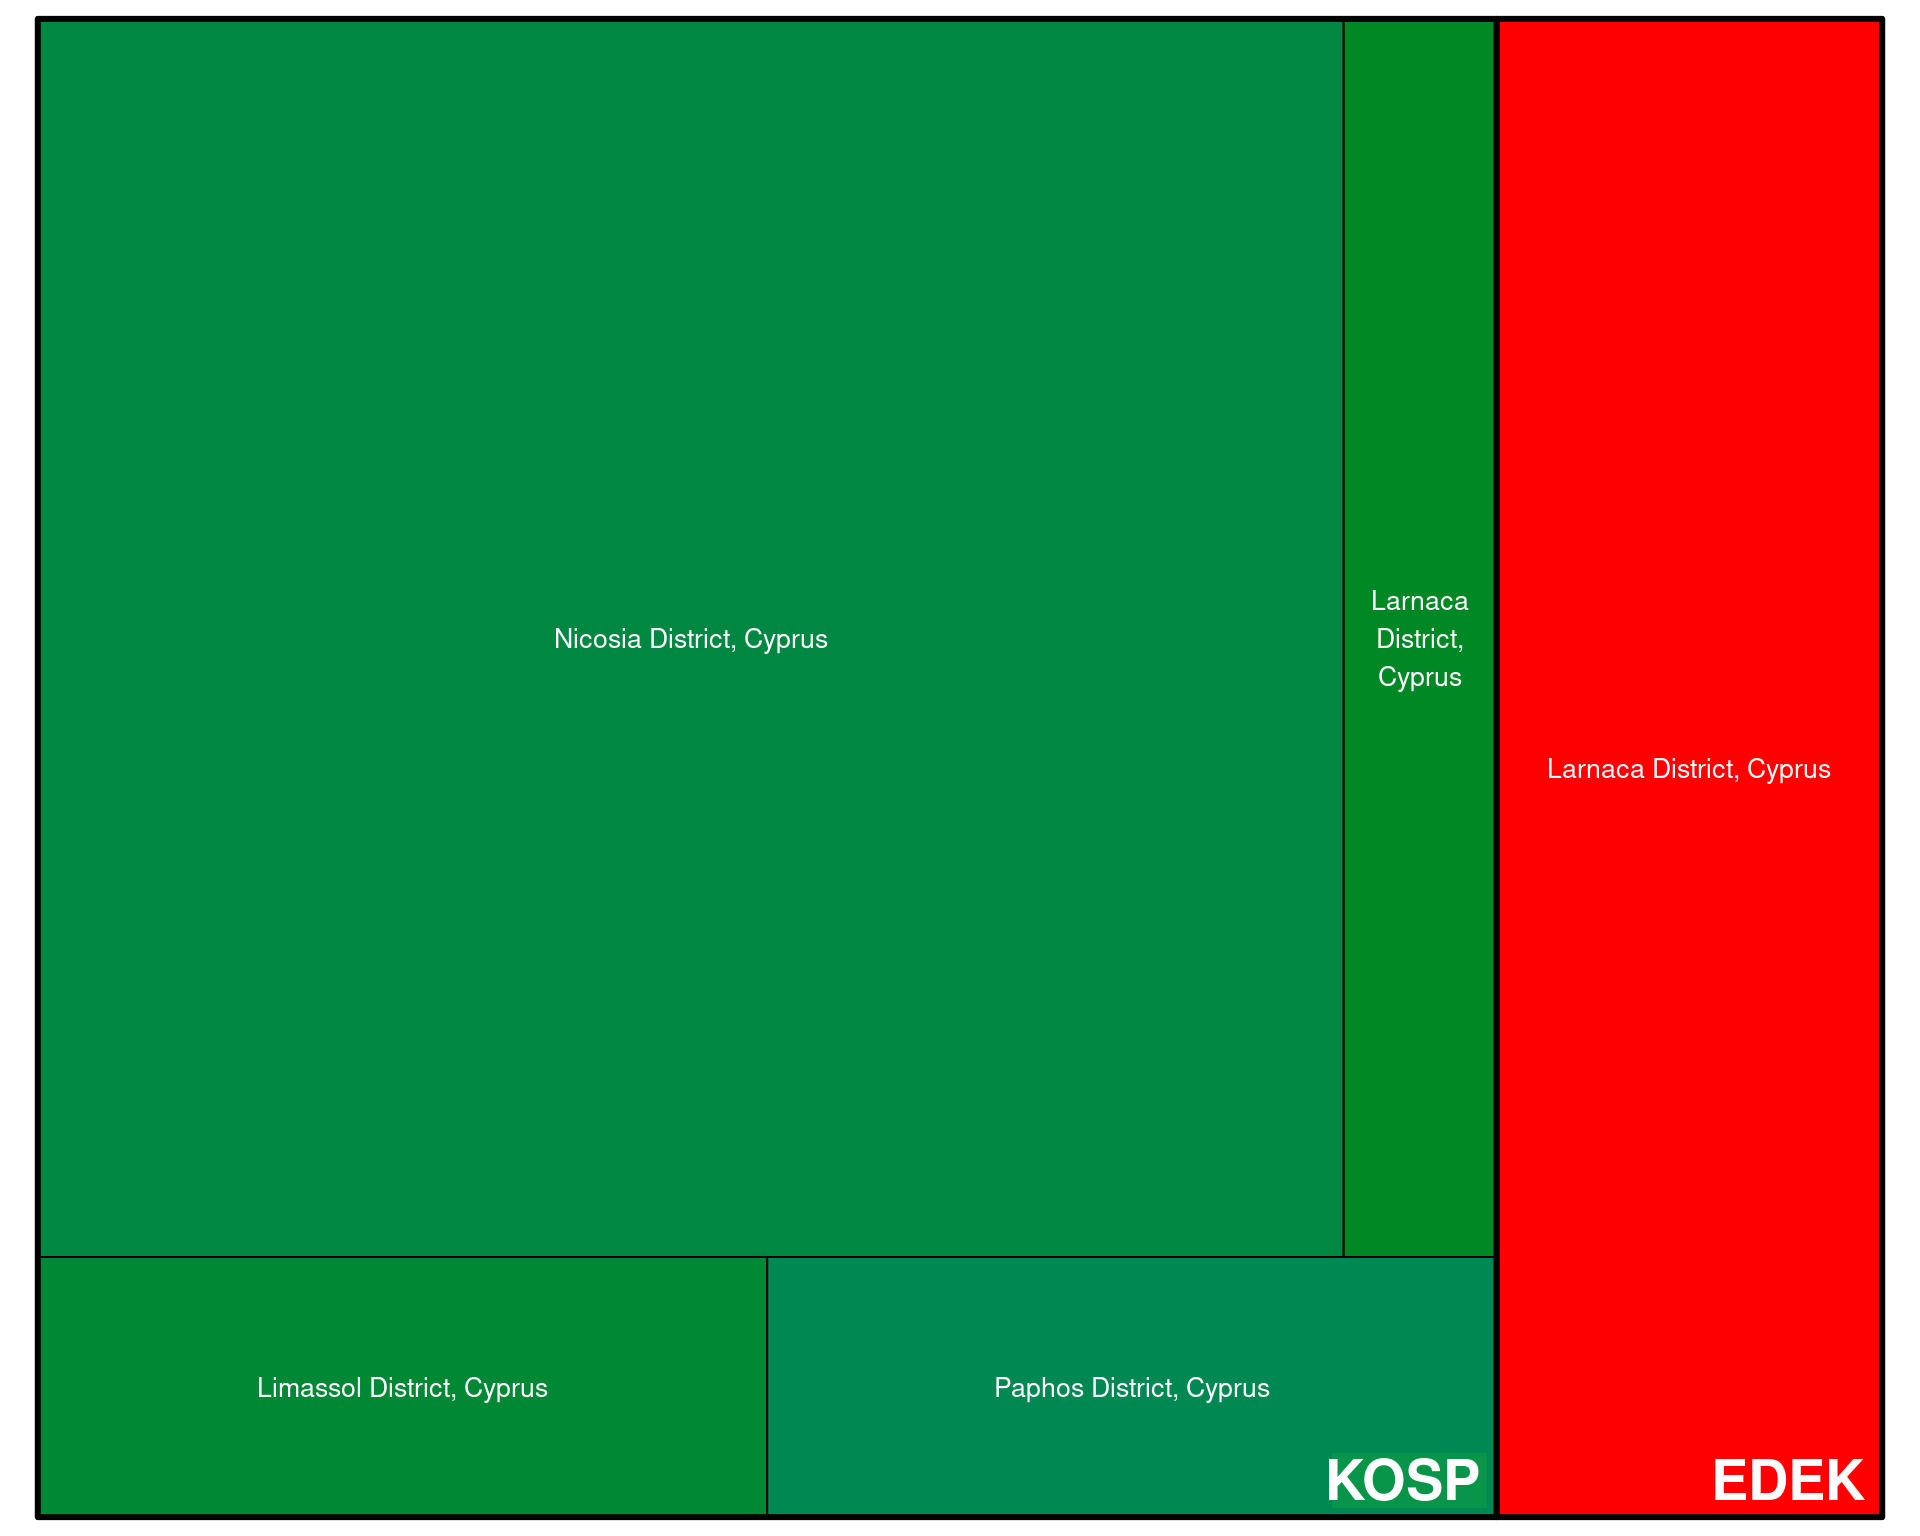 Nicosia District, Cyprus
Larnaca
District,
Cyprus
Larnaca District, Cyprus
Limassol District, Cyprus
Paphos District, Cyprus
KOSP
EDEK